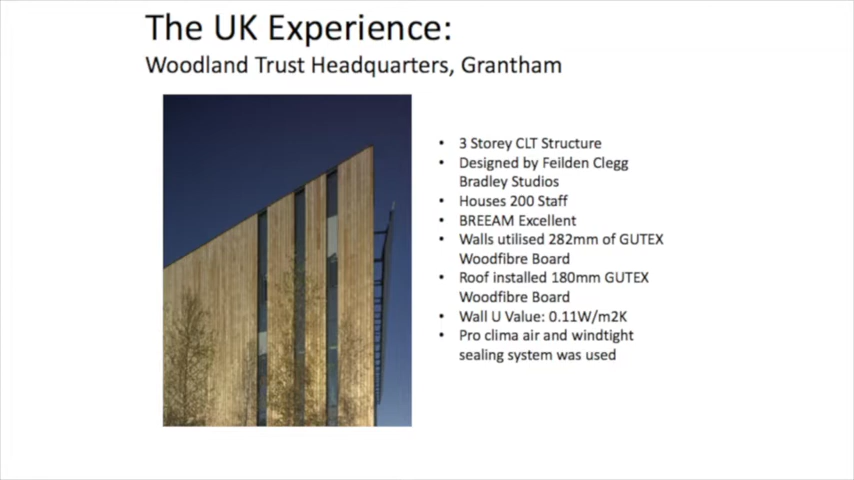 The UK Experience:
Woodland Trust Headquarters, Grantham
• 3 Storey CLT Structure
• Designed by Feilden Clegg
Bradley Studios
• Houses 200 Staff
• BREEAM Excellent
• Walls utilised 282mm of GUTEX
Woodfibre Board
• Roof installed 180mm GUTEX
Woodfibre Board
• Wall U Value: 0.11W/m2K
• Pro clima air and windtight
sealing system was used